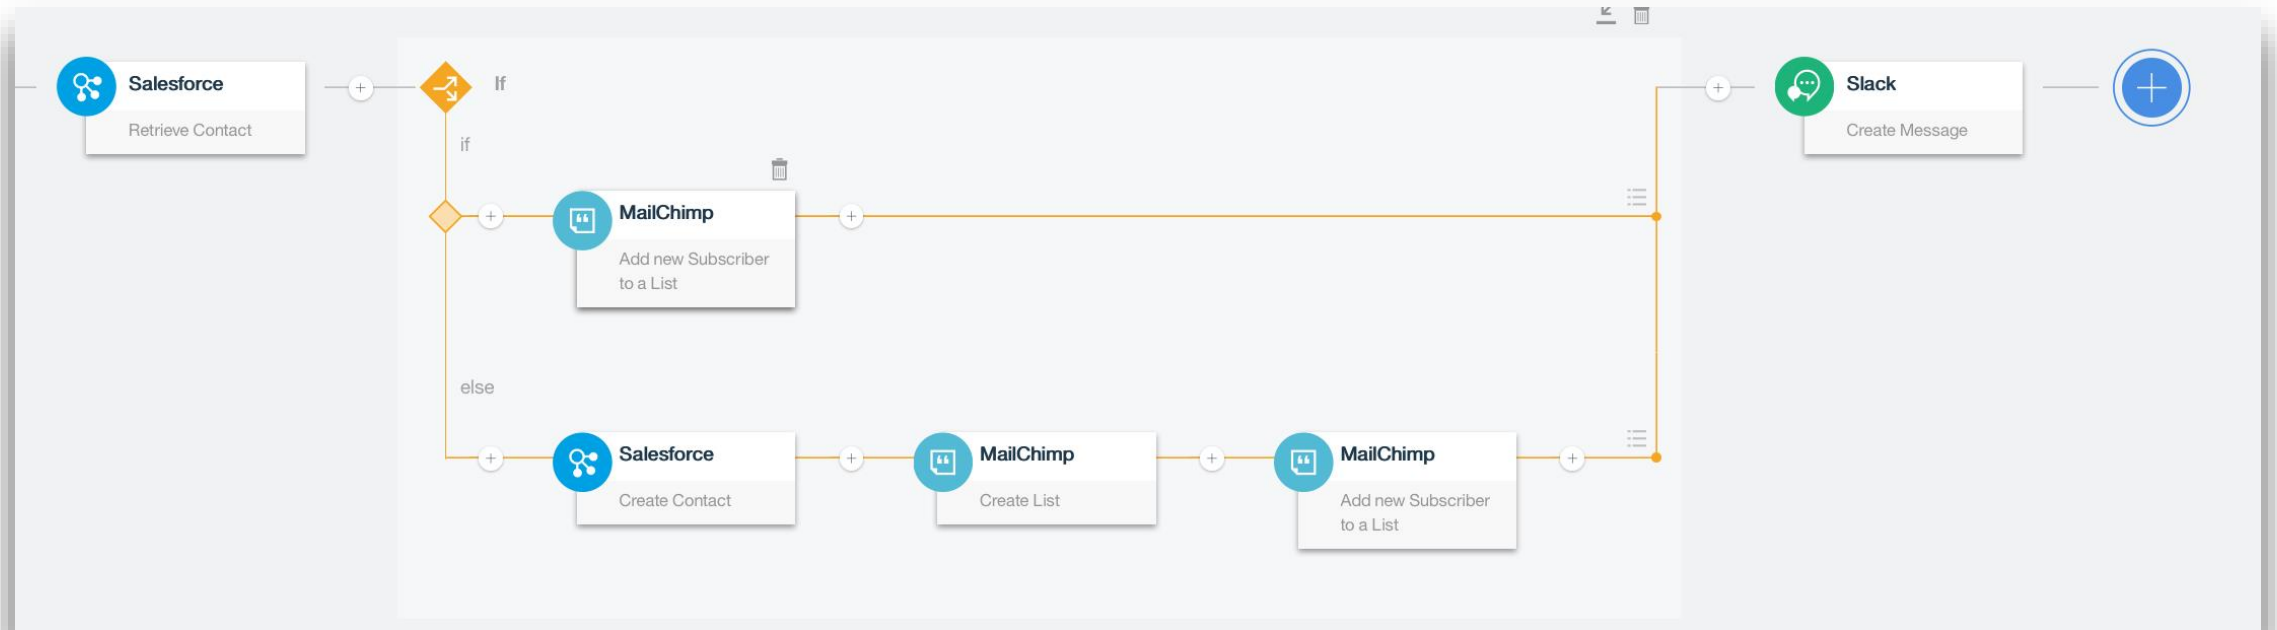 Salesforce
Retrieve Contact
If
if
MailChimp
Add new Subscriber
to a List
else
Salesforce
Create Contact
MailChimp
Create List
MailChimp
Add new Subscriber
to a List
Slack
Create Message